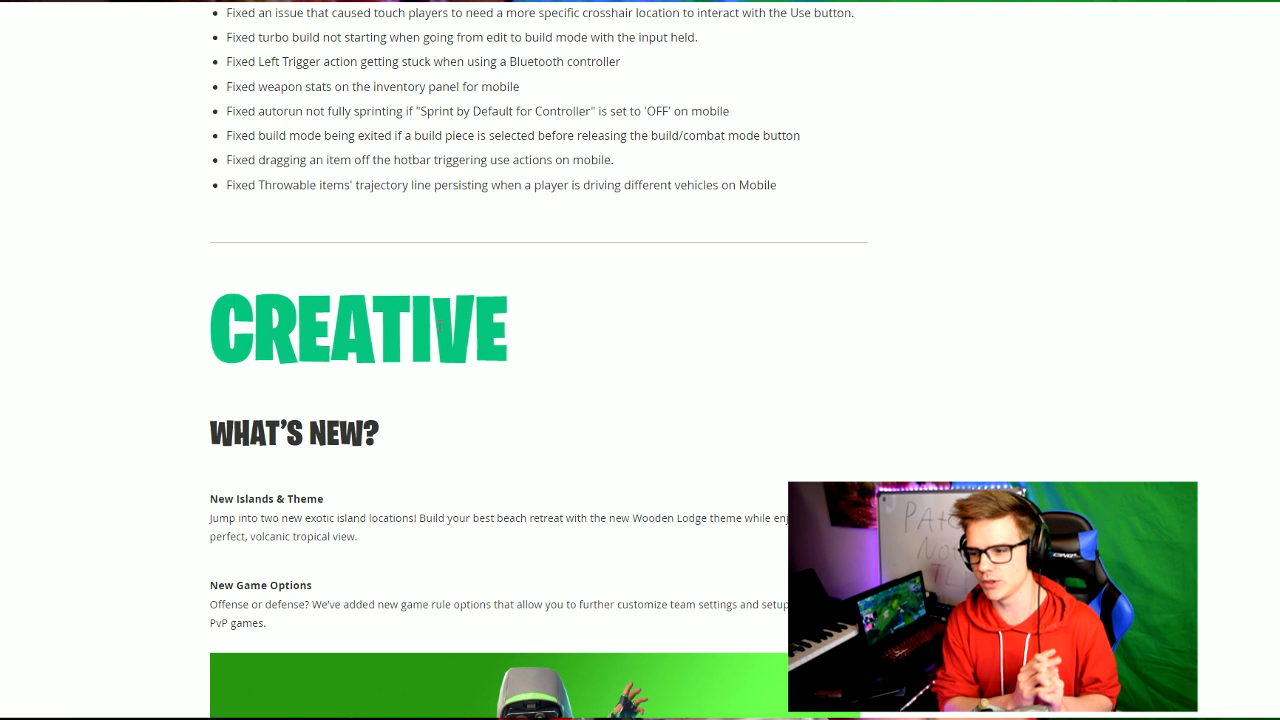 Fixed an issue that caused touch players to need a more specific crosshair location to interact with the Use button.
Fixed turbo build not starting when going from edit to build mode with the input held.
Fixed Left Trigger action getting stuck when using a Bluetooth controller
Fixed weapon stats on the inventory panel for mobile
Fixed autorun not fully sprinting if "Sprint by Default for Controller" is set to 'OFF' on mobile
Fixed build mode being exited if a build piece is selected before releasing the build/combat mode button
Fixed dragging an item off the hotbar triggering use actions on mobile.
Fixed Throwable items' trajectory line persisting when a player is driving different vehicles on Mobile
CREATIVE
WHAT'S NEW?
New Islands & Theme
Jump into two new exotic island locations! Build your best beach retreat with the new Wooden Lodge theme while
perfect, volcanic tropical view.
New Game Options
Offense or defense? We've added new game rule options that allow you to further customize team settings and setup
PvP games.